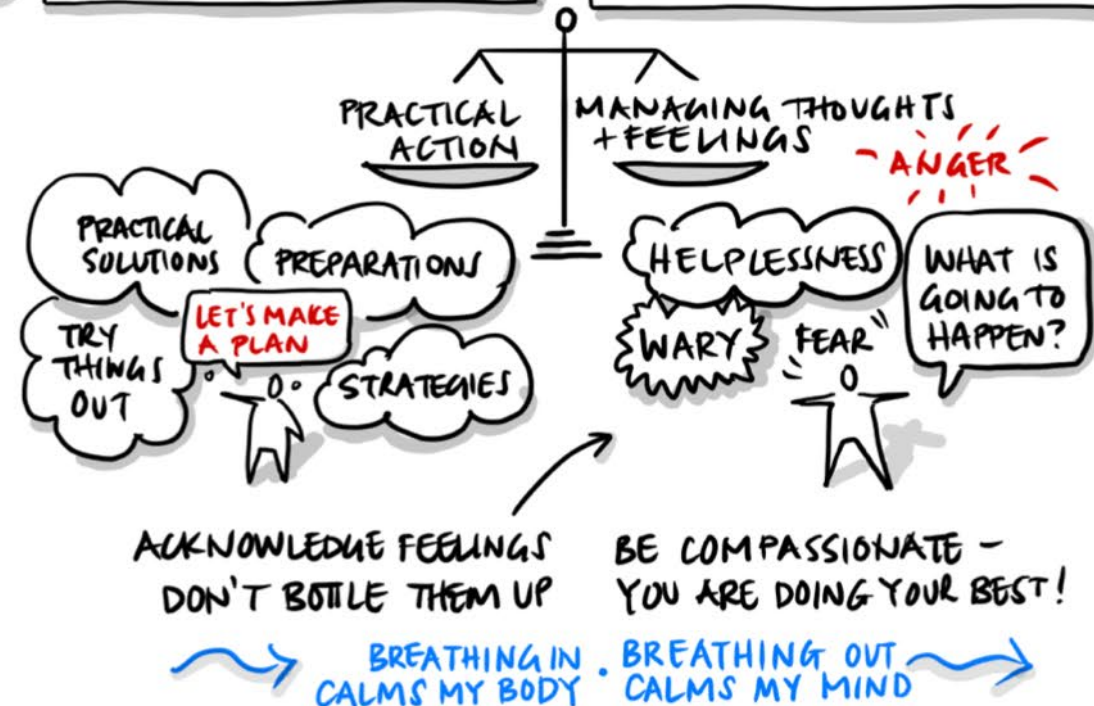 PRACTICAL
ACTION
MANAGING THOUGHTS
+ FEELINGS
ANGER
PRACTICAL
SOLUTIONS
PREPARATIONS
LET'S MAKE
A PLAN
TRY
THINGS
OUT
STRATEGIES
HELPLESSNESS
WARY
FEAR
WHAT IS
GOING TO
HAPPEN?
ACKNOWLEDGE FEELINGS
DON'T BOTTLE THEM UP
BE COMPASSIONATE -
YOU ARE DOING YOUR BEST!
BREATHING IN
CALMS MY BODY .
BREATHING OUT
CALMS MY MIND